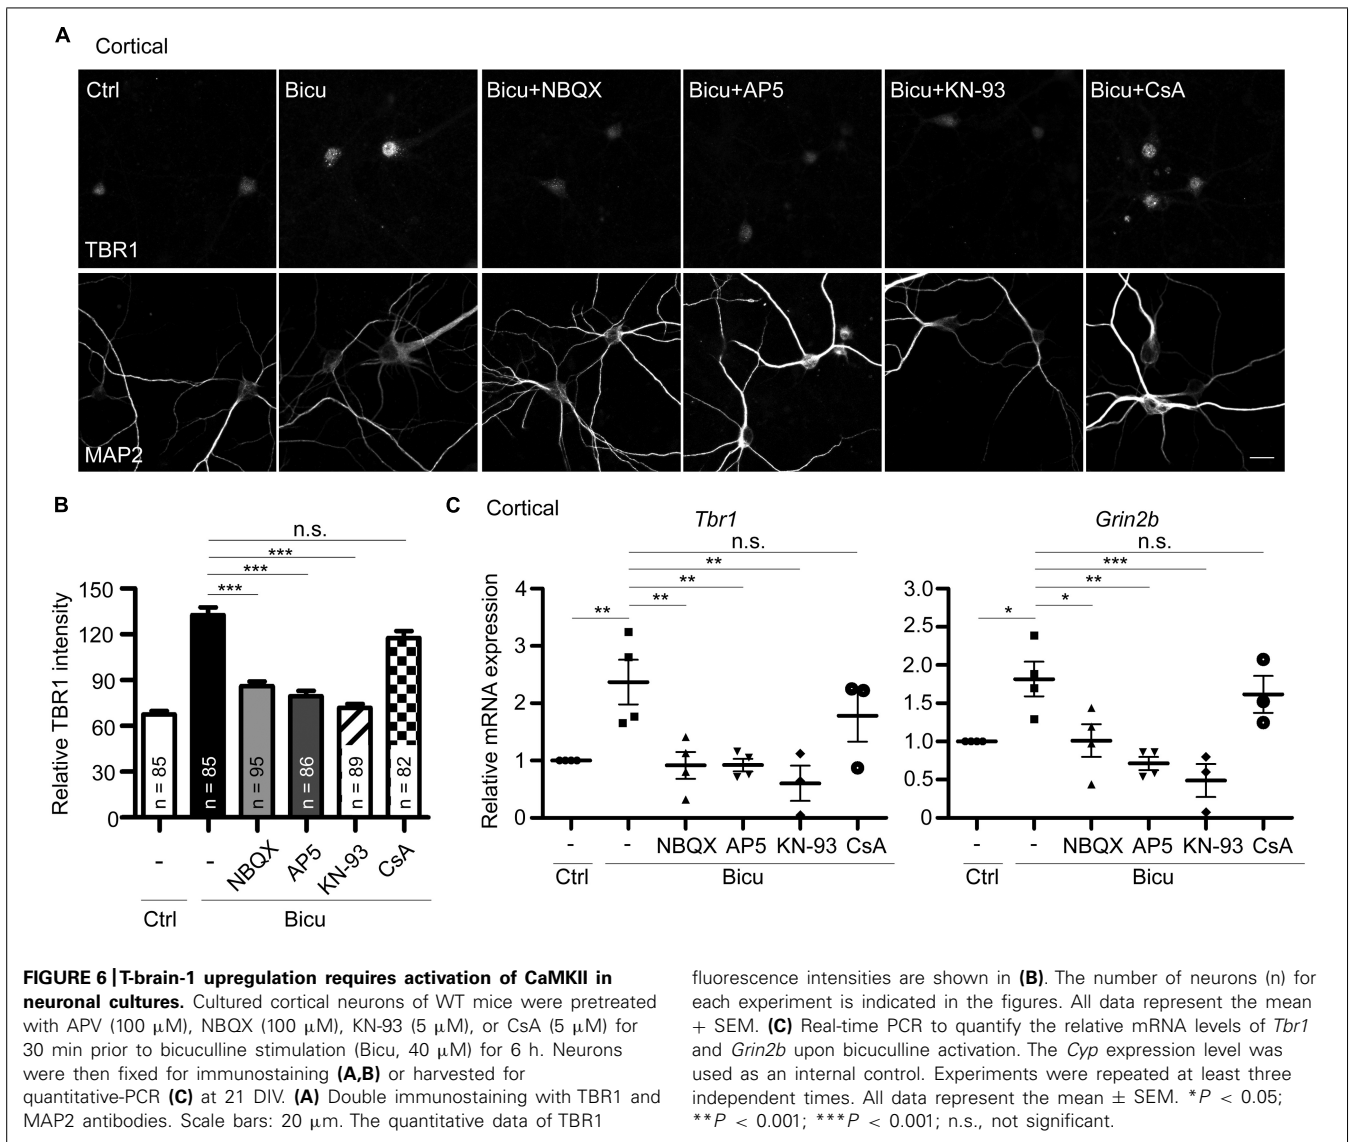 A
Cortical
Ctrl
Bicu
Bicu+NBQX
Bicu+AP5
Bicu+KN-93
Bicu+CsA
TBR1
MAP2
B
n.s.
***
***
***
Relative TBR1 intensity
150
120
90
60
30
0
n = 85
n = 85
n = 95
n = 86
n = 89
n = 82
-
-
NBQX
AP5
KN-93
CsA
Ctrl
Bicu
C
Cortical
Tbr1
n.s.
**
**
**
**
Relative mRNA expression
4
3
2
1
0
-
-
NBQX
AP5
KN-93
CsA
Ctrl
Bicu
Grin2b
n.s.
***
**
*
*
3.0
2.5
2.0
1.5
1.0
0.5
0
-
-
NBQX
AP5
KN-93
CsA
Ctrl
Bicu
FIGURE 6 | T-brain-1 upregulation requires activation of CaMKII in
neuronal cultures. Cultured cortical neurons of WT mice were pretreated
with APV (100 μM), NBQX (100 μM), KN-93 (5 μM), or CsA (5 μM) for
30 min prior to bicuculline stimulation (Bicu, 40 μM) for 6 h. Neurons
were then fixed for immunostaining (A,B) or harvested for
quantitative-PCR (C) at 21 DIV. (A) Double immunostaining with TBR1 and
MAP2 antibodies. Scale bars: 20 μm. The quantitative data of TBR1
fluorescence intensities are shown in (B). The number of neurons (n) for
each experiment is indicated in the figures. All data represent the mean
+ SEM. (C) Real-time PCR to quantify the relative mRNA levels of Tbr1
and Grin2b upon bicuculline activation. The Cyp expression level was
used as an internal control. Experiments were repeated at least three
independent times. All data represent the mean ± SEM. *P < 0.05;
**P < 0.001; ***P < 0.001; n.s., not significant.